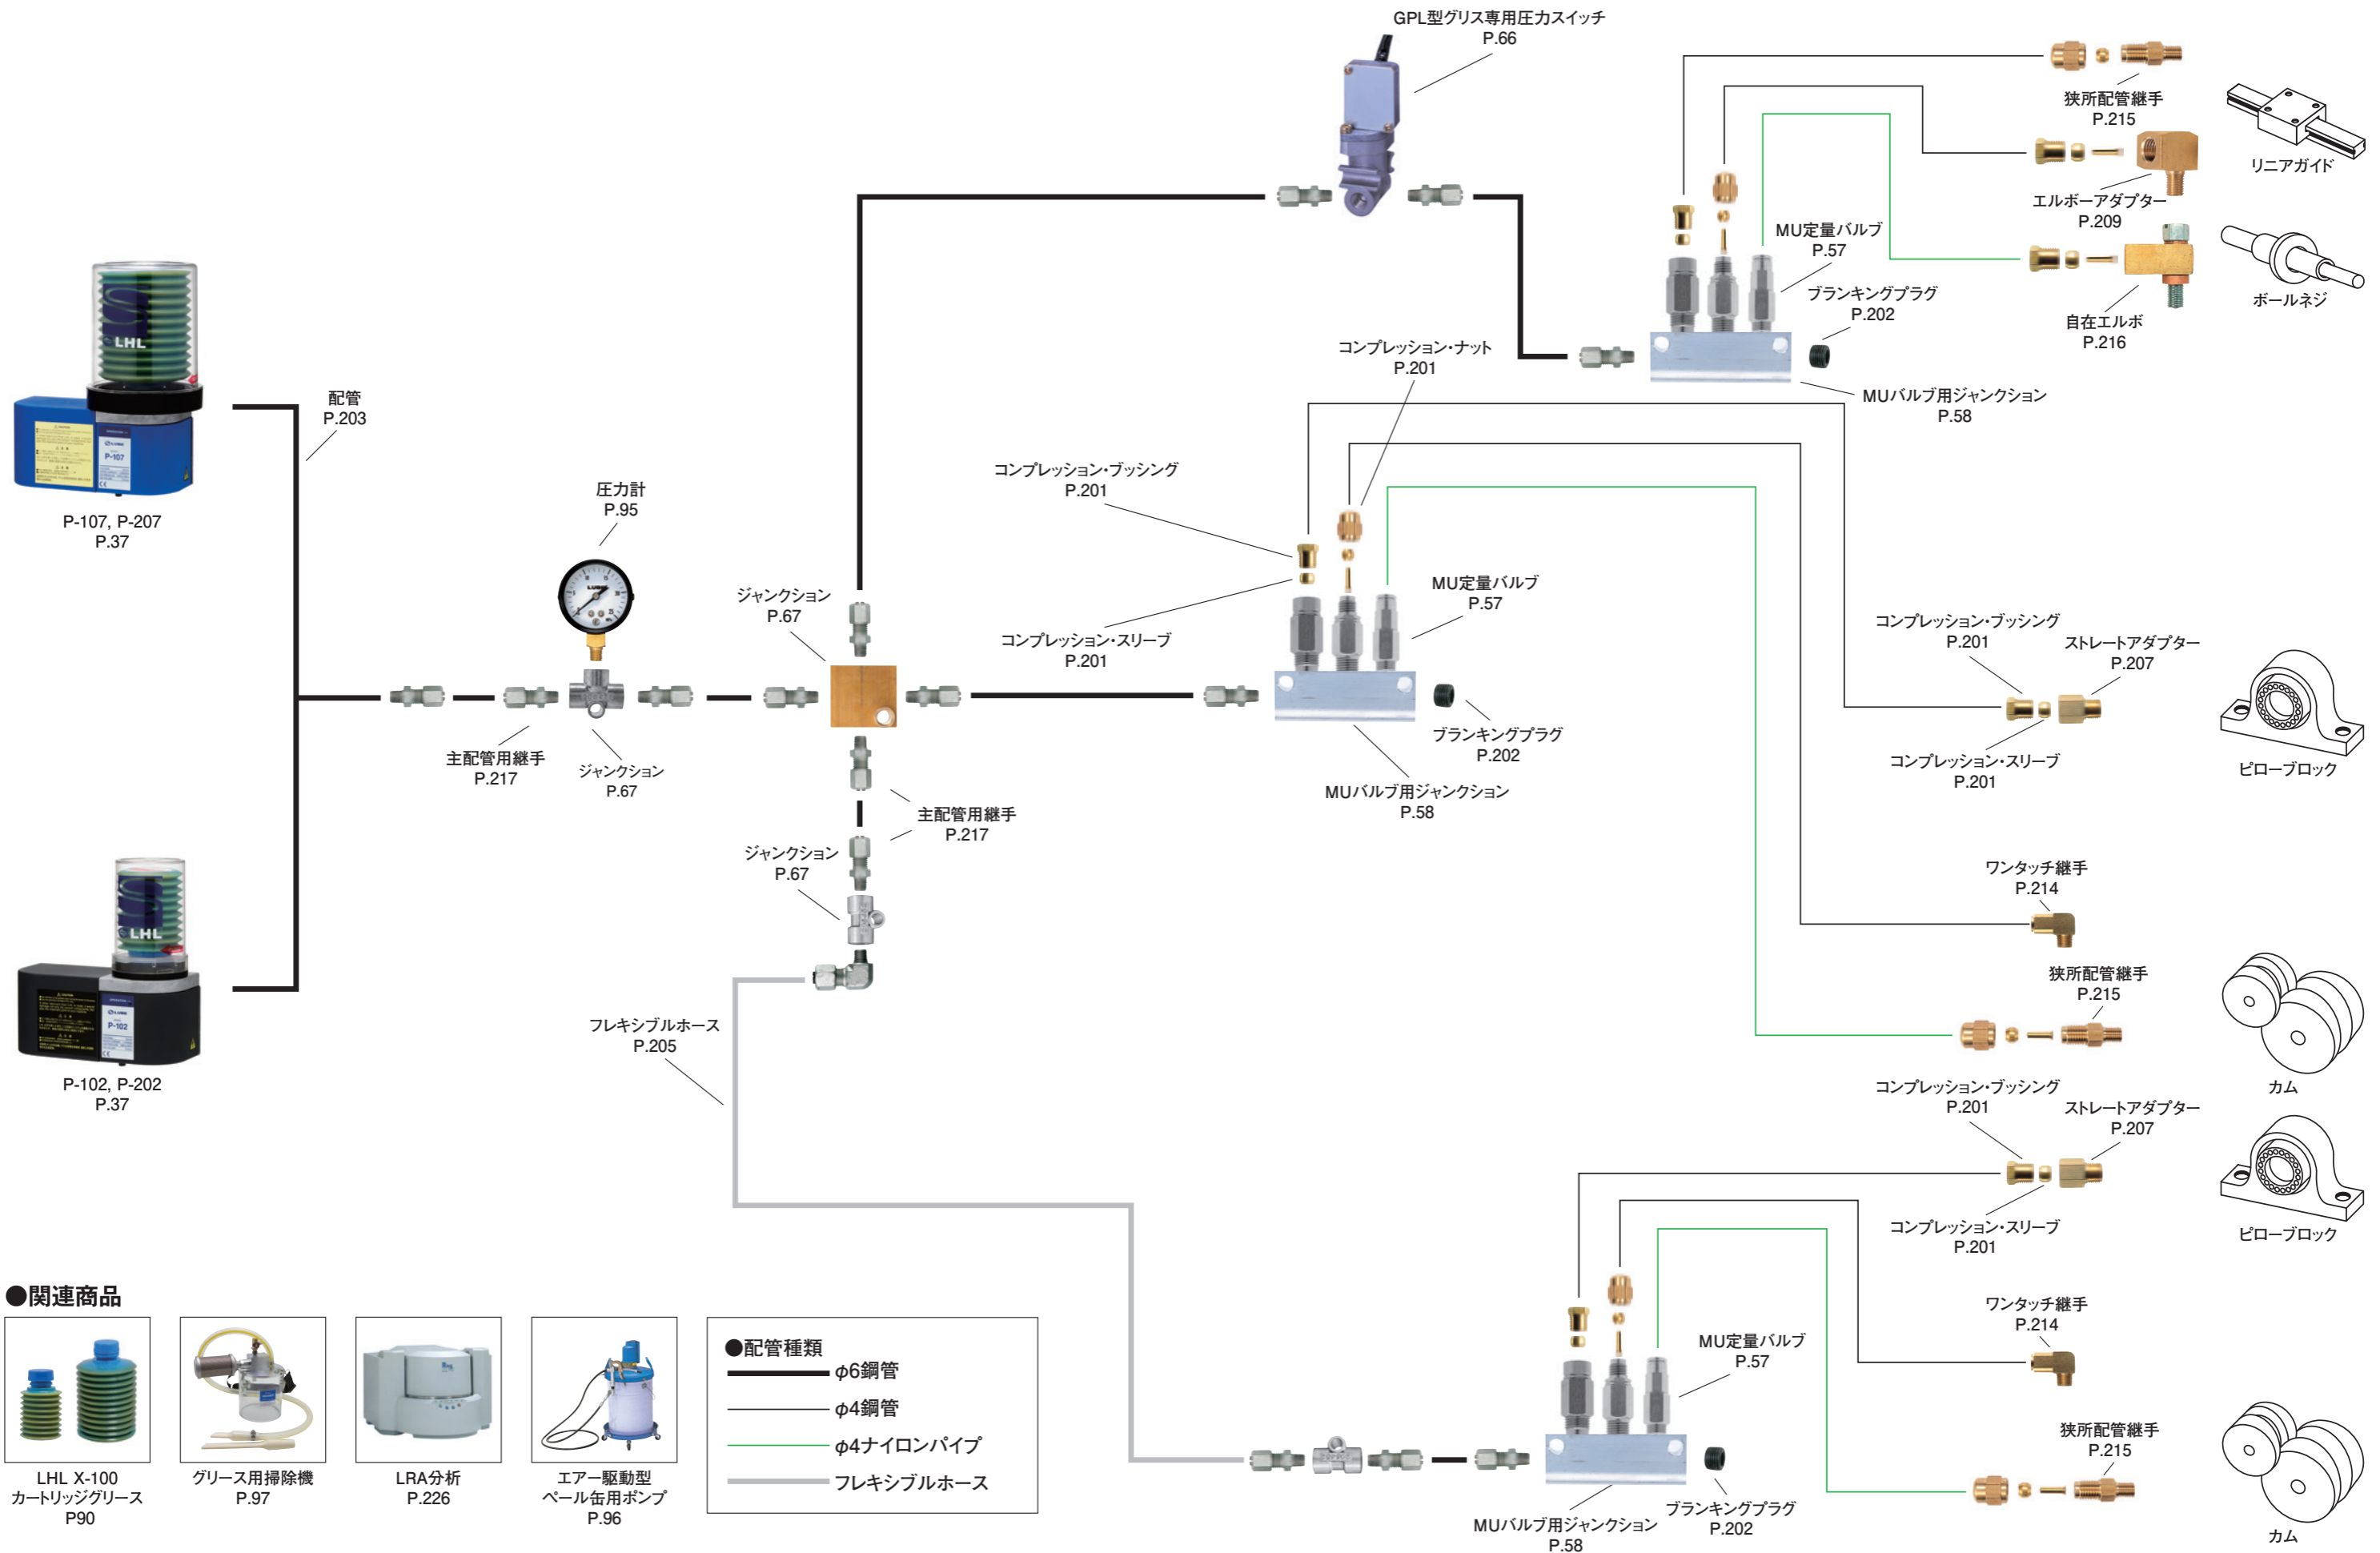 GPL型グリス専用圧力スイッチ
P.66
狭所配管継手
P.215
リニアガイド
エルボーアダプター
P.209
MU定量バルブ
P.57
ブランキングプラグ
P.202
自在エルボ
P.216
ボールネジ
MUバルブ用ジャンクション
P.58
LHL
P-107
P-107, P-207
P.37
配管
P.203
圧力計
P.95
LUBE
主配管用継手
P.217
ジャンクション
P.67
ジャンクション
P.67
コンプレッション・ナット
P.201
コンプレッション・ブッシング
P.201
コンプレッション・スリーブ
P.201
MU定量バルブ
P.57
ブランキングプラグ
P.202
MUバルブ用ジャンクション
P.58
主配管用継手
P.217
ジャンクション
P.67
コンプレッション・ブッシング
P.201
ストレートアダプター
P.207
コンプレッション・スリーブ
P.201
ピローブロック
ワンタッチ継手
P.214
狭所配管継手
P.215
カム
LHL
LUBE
P-102
P-102, P-202
P.37
フレキシブルホース
P.205
コンプレッション・ブッシング
P.201
ストレートアダプター
P.207
コンプレッション・スリーブ
P.201
ピローブロック
ワンタッチ継手
P.214
MU定量バルブ
P.57
狭所配管継手
P.215
ブランキングプラグ
P.202
MUバルブ用ジャンクション
P.58
カム
●関連商品
LHL X-100
カートリッジグリース
P90
グリース用掃除機
P.97
LRA分析
P.226
エアー駆動型
ペール缶用ポンプ
P.96
●配管種類
φ6鋼管
φ4鋼管
φ4ナイロンパイプ
フレキシブルホース